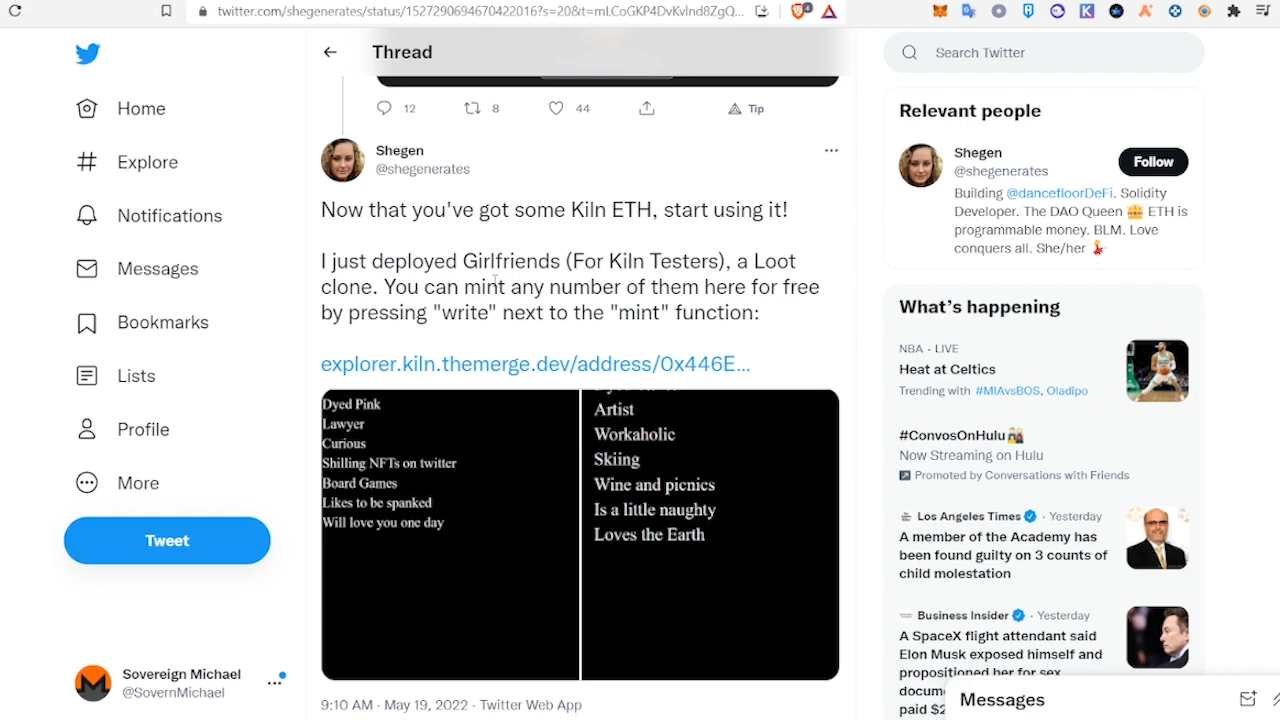 twitter.com/shegenerates/status/1527290694670422016?s=20&t=mLCoGKP4DvKvlnd8ZgQ...
4
Home
Explore
Notifications
Messages
Bookmarks
Lists
Profile
More
Tweet
Sovereign Michael
@SovernMichael
Thread
12
8
44
Tip
Shegen
@shegenerates
Now that you've got some Kiln ETH, start using it!
I just deployed Girlfriends (For Kiln Testers), a Loot
clone. You can mint any number of them here for free
by pressing "write" next to the "mint" function:
explorer.kiln.themerge.dev/address/0x446E...
Dyed Pink
Lawyer
Curious
Shilling NFTs on twitter
Board Games
Likes to be spanked
Will love you one day
Artist
Workaholic
Skiing
Wine and picnics
Is a little naughty
Loves the Earth
9:10 AM · May 19, 2022 · Twitter Web App
Search Twitter
Relevant people
Shegen
@shegenerates
Follow
Building @dancefloorDeFi. Solidity
Developer. The DAO Queen ETH is
programmable money. BLM. Love
conquers all. She/her
What's happening
NBA · LIVE
Heat at Celtics
Trending with #MIAvsBOS, Oladipo
#ConvosOnHulu
Now Streaming on Hulu
Promoted by Conversations with Friends
Los Angeles Times · Yesterday
A member of the Academy has
been found guilty on 3 counts of
child molestation
Business Insider · Yesterday
A SpaceX flight attendant said
Elon Musk exposed himself and
propositioned her for sex,
paid $2
Messages